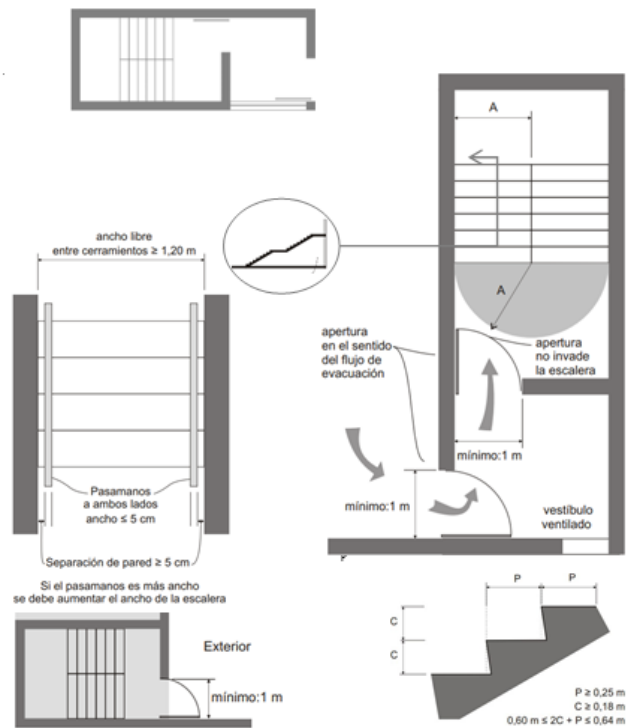 A
ancho libre
entre cerramientos ≥ 1,20 m
A
apertura
en el sentido
del flujo de
evacuación
apertura
no invade
la escalera
mínimo:1 m
mínimo:1 m
vestíbulo
ventilado
Pasamanos
a ambos lados
ancho ≤ 5 cm
Separación de pared ≥ 5 cm
Si el pasamanos es más ancho
se debe aumentar el ancho de la escalera
Exterior
mínimo:1 m
P
P
C
C
P ≥ 0,25 m
C ≥ 0,18 m
0,60 m ≤ 2C + P ≤ 0,64 m